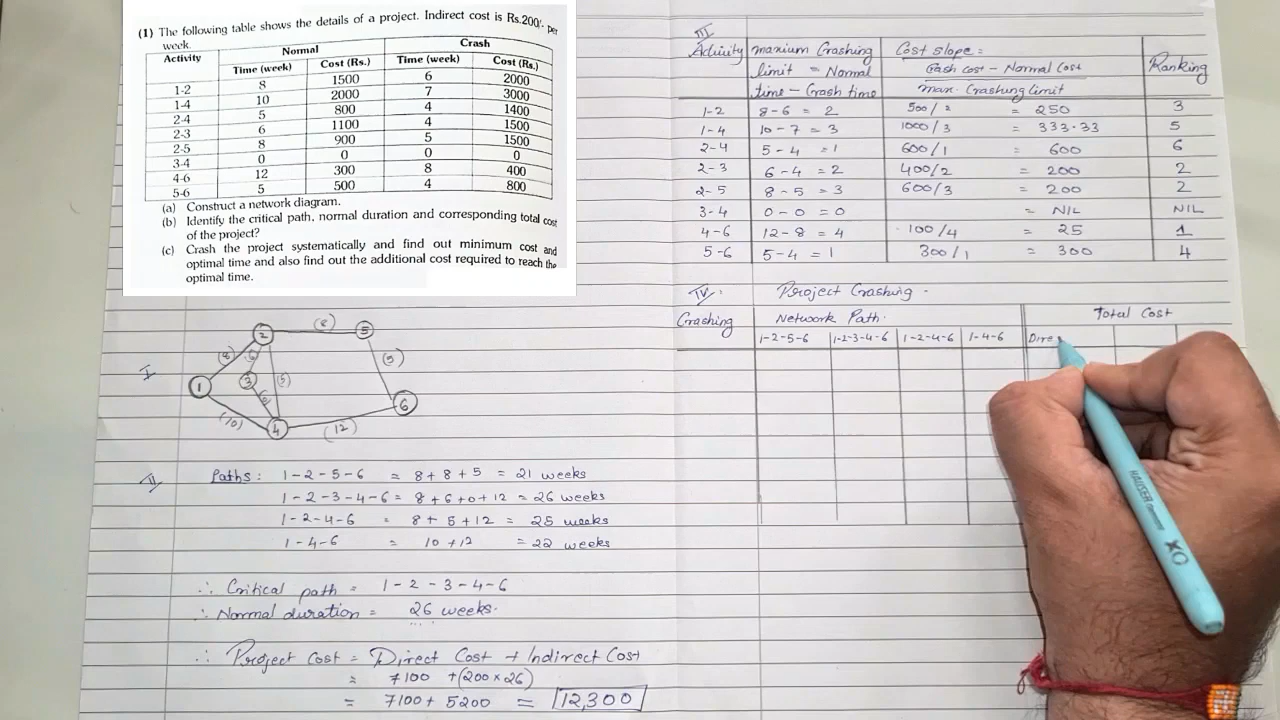 (1) The following table shows the details of a project. Indirect cost is Rs.200/- per week.
Activity Normal Crash
Time (week) Cost (Rs.) Time (week) Cost (Rs.)
1-2 8 1500 6 2000
1-4 10 2000 7 3000
2-4 5 800 4 1400
2-3 6 1100 4 1500
2-5 8 900 5 1500
3-4 0 0 0 0
4-6 12 300 8 400
5-6 5 500 4 800
(a) Construct a network diagram.
(b) Identify the critical path, normal duration and corresponding total cost
of the project?
(c) Crash the project systematically and find out minimum cost and
optimal time and also find out the additional cost required to reach the
optimal time.
I
1 2 3 4 5 6
(8) (8) (6) (5) (5) (10) (12)
II Paths: 1-2-5-6 = 8+8+5 = 21 weeks
1-2-3-4-6 = 8+6+0+12 = 26 weeks
1-2-4-6 = 8+5+12 = 25 weeks
1-4-6 = 10+12 = 22 weeks
∴ Critical path = 1-2-3-4-6
∴ Normal duration = 26 weeks.
∴ Project Cost = Direct Cost + Indirect Cost
= 7100 + (200×26)
= 7100 + 5200 = 12,300
III
Activity maxium Crashing Cost slope: Ranking
limit = Normal Cash cost - Normal Cost
time - Crash time max. Crashing limit
1-2 8-6 = 2 500/2 = 250 3
1-4 10-7 = 3 1000/3 = 333.33 5
2-4 5-4 = 1 600/1 = 600 6
2-3 6-4 = 2 400/2 = 200 2
2-5 8-5 = 3 600/3 = 200 2
3-4 0-0 = 0 = NIL NIL
4-6 12-8 = 4 100/4 = 25 1
5-6 5-4 = 1 300/1 = 300 4
IV: Project Crashing.
Crashing Network Path. Total Cost
1-2-5-6 1-2-3-4-6 1-2-4-6 1-4-6 Dire
HAUSER Germany
XO